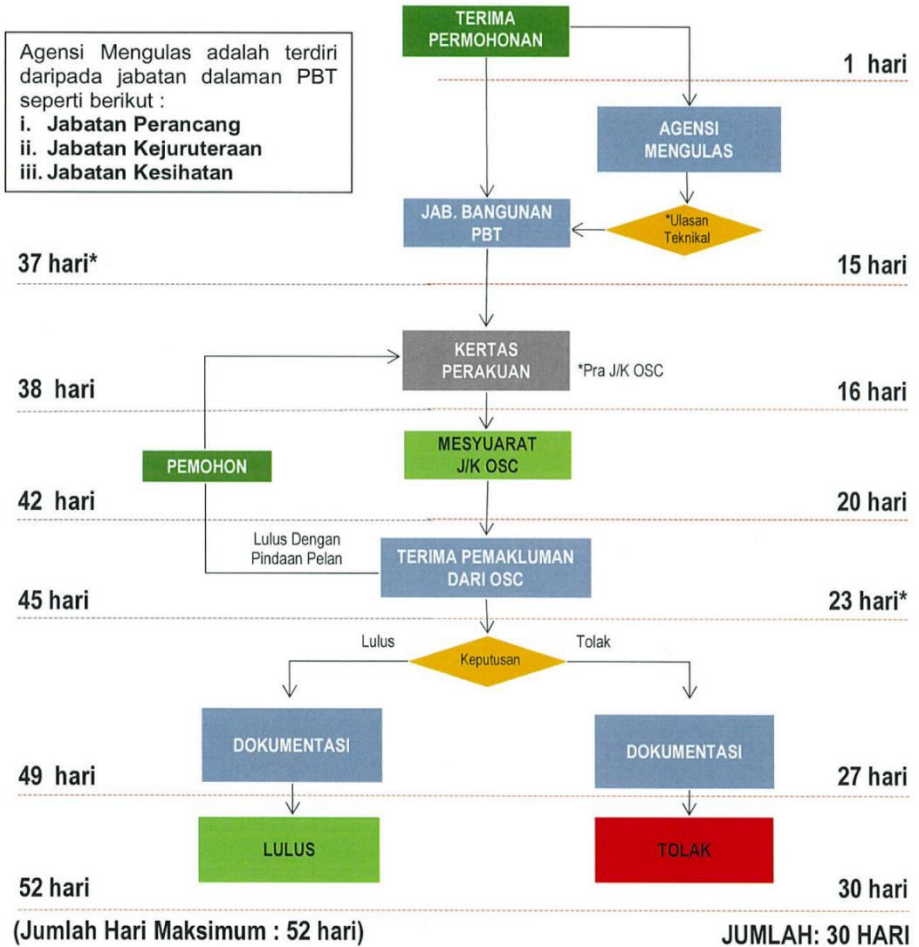 TERIMA
PERMOHONAN
Agensi Mengulas adalah terdiri
daripada jabatan dalaman PBT
seperti berikut :
i. Jabatan Perancang
ii. Jabatan Kejuruteraan
iii. Jabatan Kesihatan
1 hari
AGENSI
MENGULAS
JAB. BANGUNAN
PBT
*Ulasan
Teknikal
37 hari*
15 hari
KERTAS
PERAKUAN
*Pra J/K OSC
38 hari
16 hari
MESYUARAT
J/K OSC
PEMOHON
42 hari
20 hari
Lulus Dengan
Pindaan Pelan
TERIMA PEMAKLUMAN
DARI OSC
45 hari
23 hari*
Lulus
Keputusan
Tolak
DOKUMENTASI
DOKUMENTASI
49 hari
27 hari
LULUS
TOLAK
52 hari
30 hari
(Jumlah Hari Maksimum : 52 hari)
JUMLAH: 30 HARI